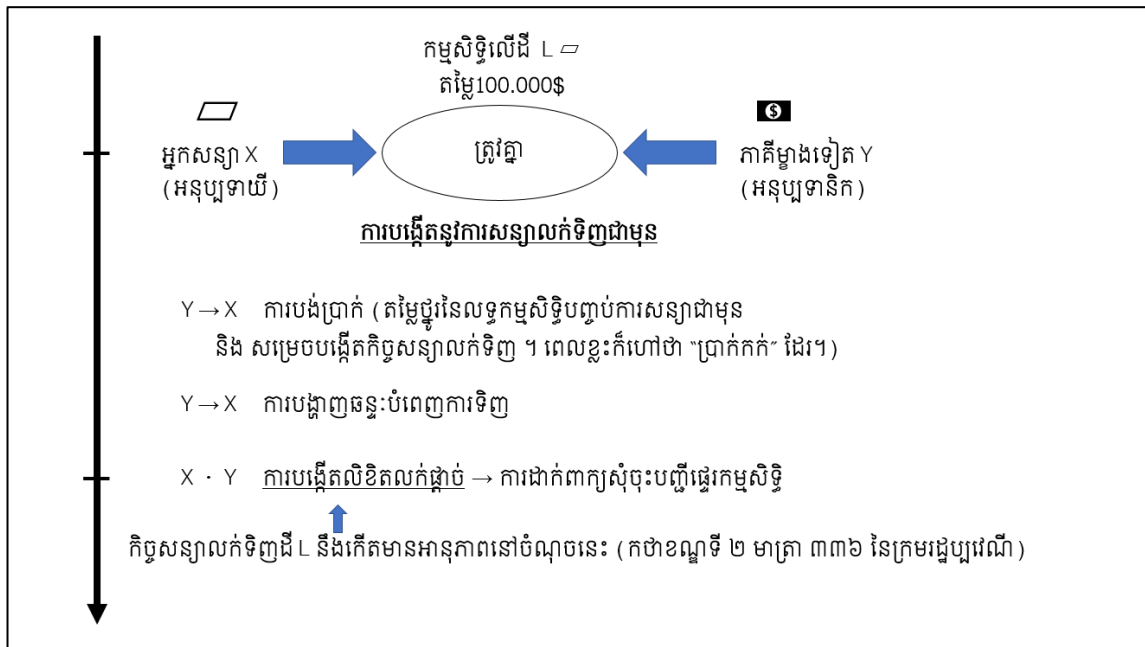 កម្មសិទ្ធិលើដី L
តម្លៃ100.000$
ត្រូវគ្នា
អ្នកសន្យា X
(អនុប្បទាយី)
ភាគីម្ខាងទៀត Y
(អនុប្បទានិក)
ការបង្កើតនូវការសន្យាលក់ទិញជាមុន
Y → X ការបង់ប្រាក់ (តម្លៃថ្នូរនៃលទ្ធកម្មសិទ្ធិបញ្ចប់ការសន្យាជាមុន
និង សម្រេចបង្កើតកិច្ចសន្យាលក់ទិញ ។ ពេលខ្លះក៏ហៅថា “ប្រាក់កក់” ដែរ។)
Y → X ការបង្ហាញឆន្ទៈបំពេញការទិញ
X · Y ការបង្កើតលិខិតលក់ផ្តាច់ → ការដាក់ពាក្យសុំចុះបញ្ជីផ្ទេរកម្មសិទ្ធិ
កិច្ចសន្យាលក់ទិញដី L នឹងកើតមានអានុភាពនៅចំណុចនេះ (កថាខណ្ឌទី ២ មាត្រា ៣៣៦ នៃក្រមរដ្ឋប្បវេណី)